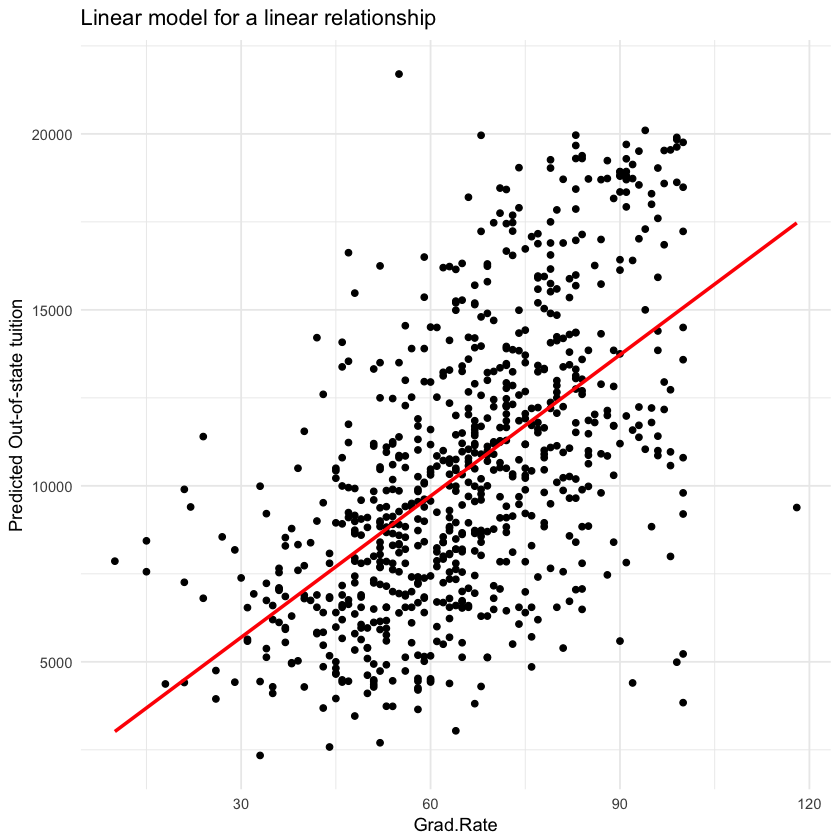 Linear model for a linear relationship
Predicted Out-of-state tuition
20000
15000
10000
5000
30
60
90
120
Grad.Rate